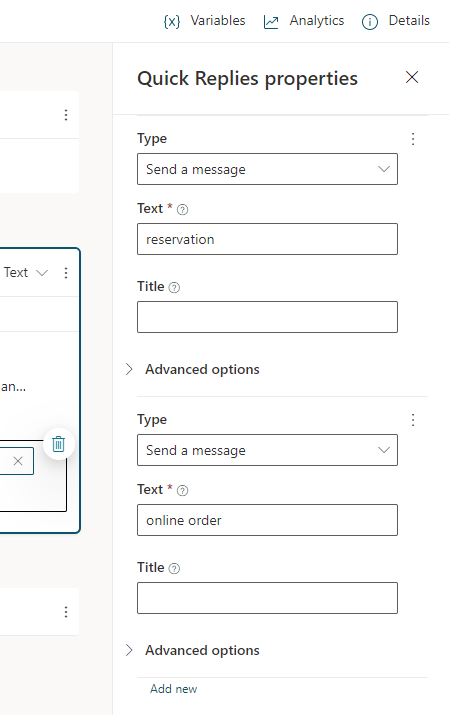 {x} Variables Analytics Details
Quick Replies properties
Type
Send a message
Text *
reservation
Title
Advanced options
Type
Send a message
Text *
online order
Title
Advanced options
Add new
Text
an...